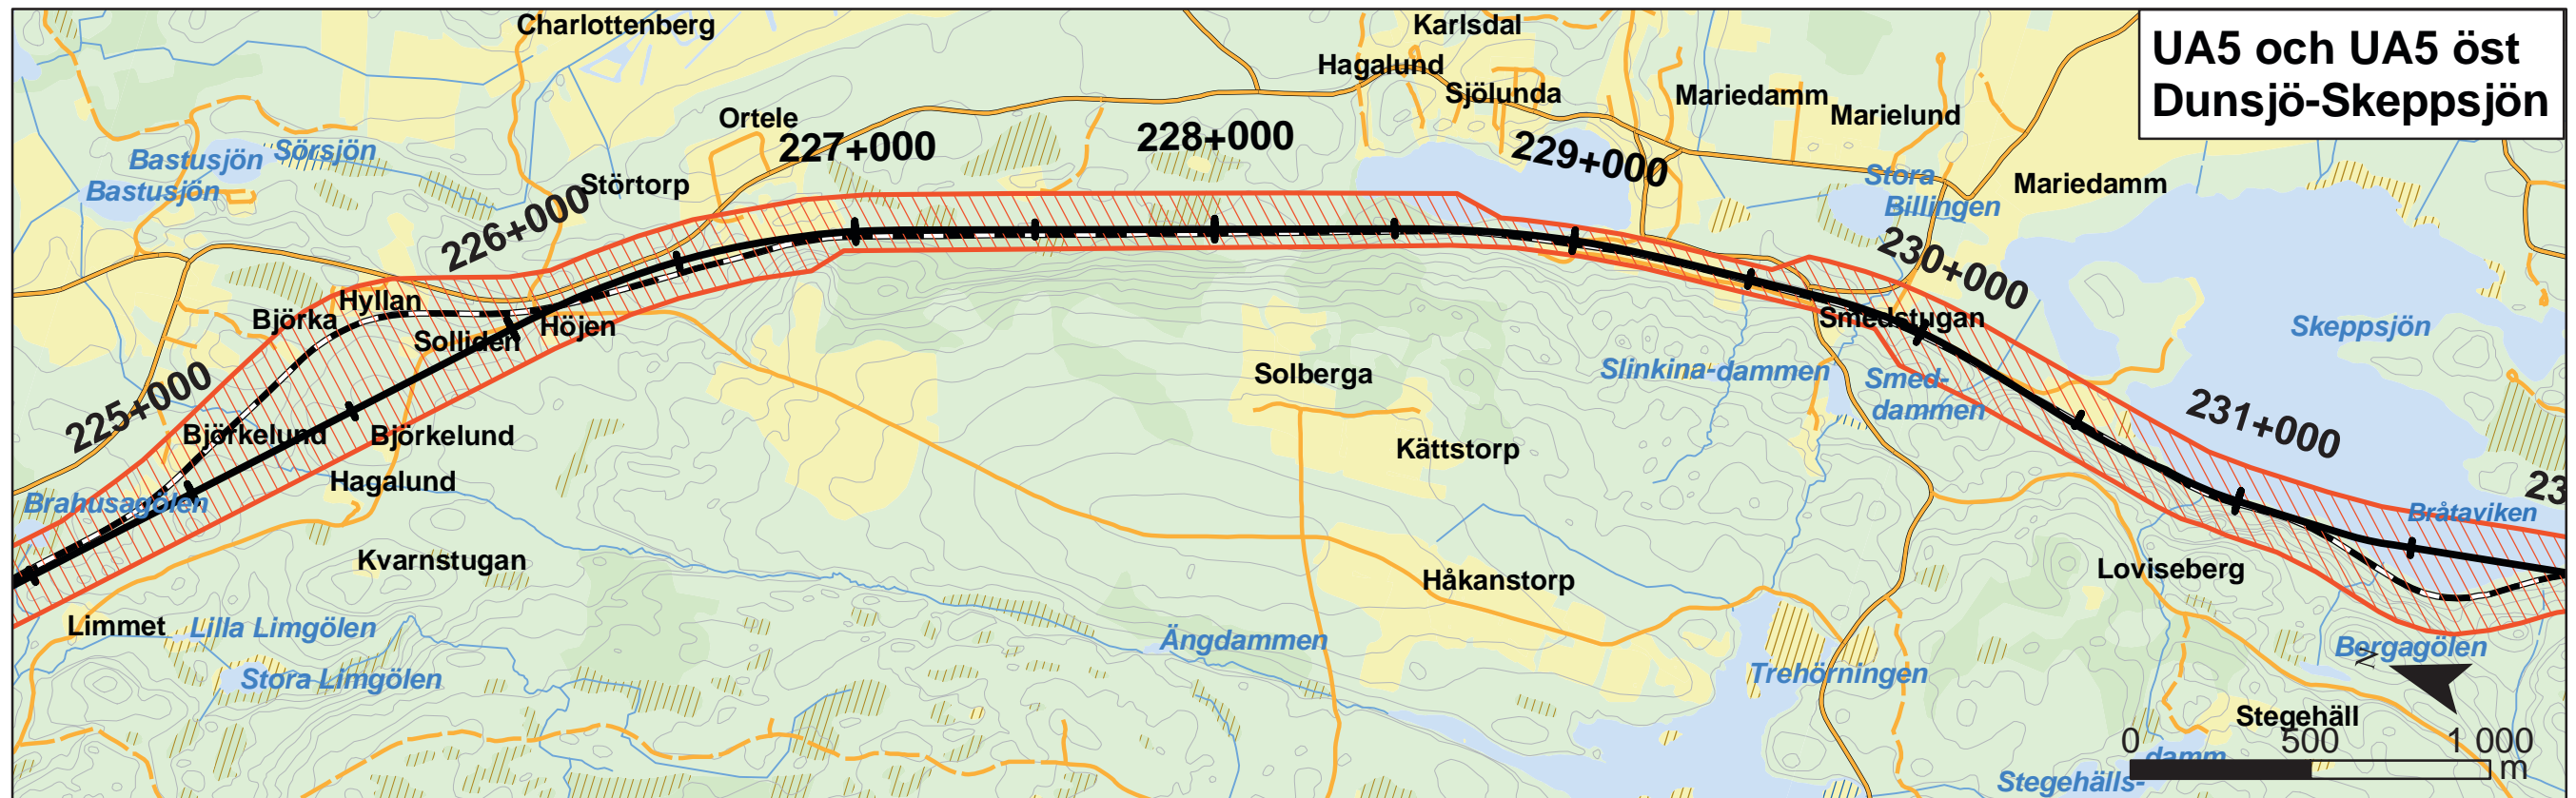 Charlottenberg
Karlsdal
UA5 och UA5 öst
Dunsjö-Skeppsjön
Hagalund
Sjölunda
Mariedamm
Marielund
Ortele
227+000
228+000
229+000
Bastusjön
Sörsjön
Bastusjön
Störtorp
Stora
Billingen
Mariedamm
226+000
230+000
Hyllan
Björka
Solliden
Höjen
Smedstugan
Skeppsjön
225+000
Solberga
Slinkina-dammen
Smed-
dammen
231+000
Björkelund
Björkelund
Kättstorp
Hagalund
Brahusagölen
23
Bråtaviken
Kvarnstugan
Håkanstorp
Loviseberg
Limmet
Lilla Limgölen
Ängdammen
Bergagölen
N
Stora Limgölen
Trehörningen
Stegehäll
0 500 1 000
m
Stegehälls-
damm